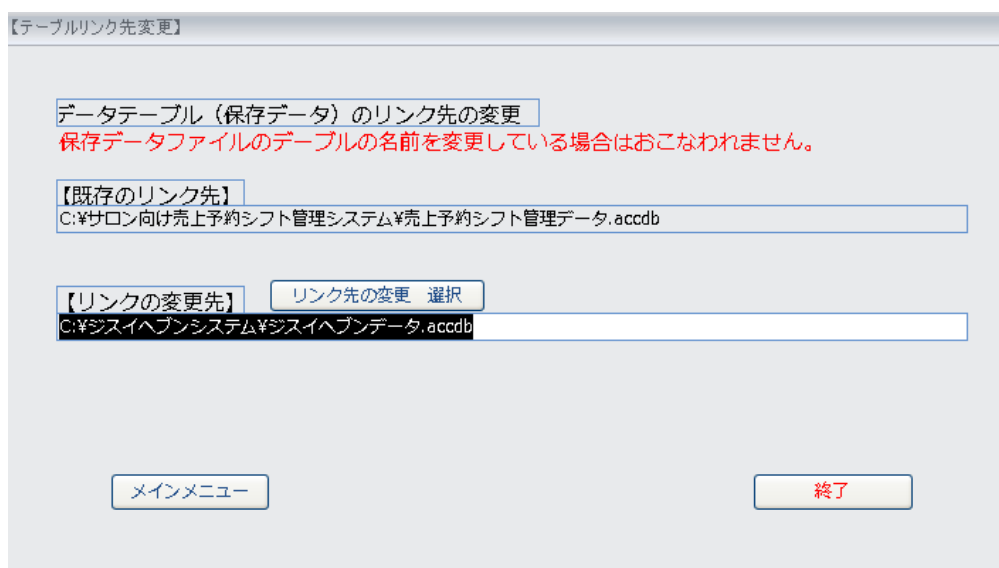 【テーブルリンク先変更】
データテーブル（保存データ）のリンク先の変更
保存データファイルのデーブルの名前を変更している場合はおこなわれません。
【既存のリンク先】
C:¥サロン向け売上予約シフト管理システム¥売上予約シフト管理データ.accdb
【リンクの変更先】 リンク先の変更　選択
C:¥ジスイヘブンシステム¥ジスイヘブンデータ.accdb
メインメニュー 終了